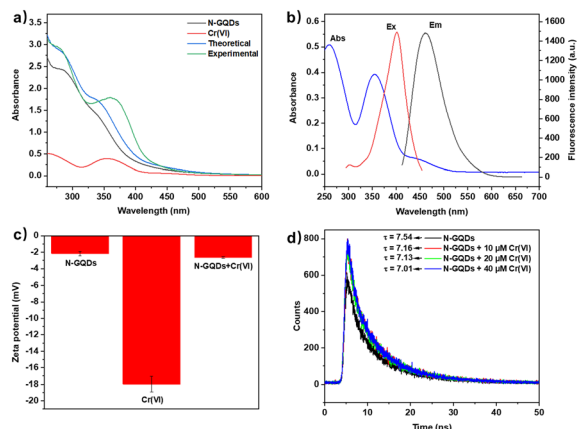 a)
3.5
3.0
2.5
2.0
1.5
1.0
0.5
0.0
Absorbance
N-GQDs
Cr(VI)
Theoretical
Experimental
300
350
400
450
500
550
600
Wavelength (nm)
b)
0.6
0.5
0.4
0.3
0.2
0.1
0.0
Absorbance
Abs
Ex
Em
1600
1400
1200
1000
800
600
400
200
0
Fluorescence intensity (a.u.)
250
300
350
400
450
500
550
600
650
700
Wavelength (nm)
c)
0
-2
-4
-6
-8
-10
-12
-14
-16
-18
-20
Zeta potential (mV)
N-GQDs
Cr(VI)
N-GQDs+Cr(VI)
d)
800
600
400
200
0
Counts
τ = 7.54 N-GQDs
τ = 7.16 N-GQDs + 10 μM Cr(VI)
τ = 7.13 N-GQDs + 20 μM Cr(VI)
τ = 7.01 N-GQDs + 40 μM Cr(VI)
0
10
20
30
40
50
Time (ns)